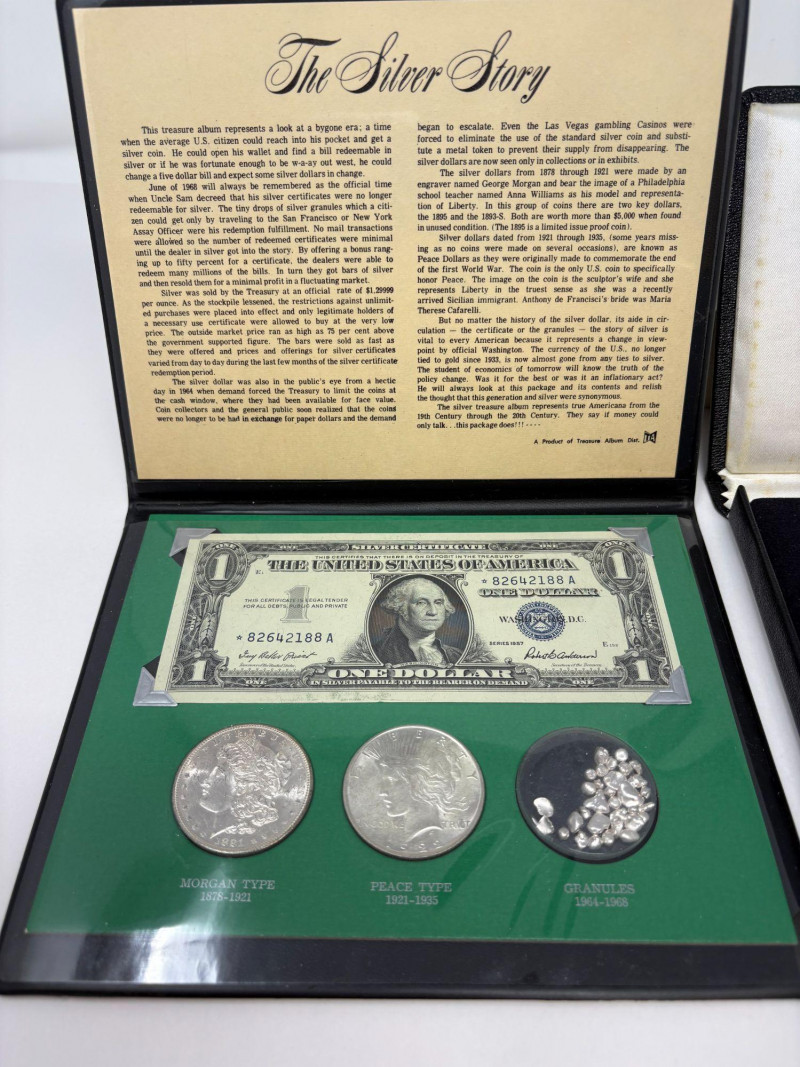 The Silver Story
This treasure album represents a look at a bygone era; a time
when the average U.S. citizen could reach into his pocket and get a
silver coin. He could open his wallet and find a bill redeemable in
silver or if he was fortunate enough to be w-a-ay out west, he could
change a five dollar bill and expect some silver dollars in change.
June of 1968 will always be remembered as the official time
when Uncle Sam decreed that his silver certificates were no longer
redeemable for silver. The tiny drops of silver granules which a citi-
zen could get only by traveling to the San Francisco or New York
Assay Officer were his redemption fulfillment. No mail transactions
were allowed so the number of redeemed certificates were minimal
until the dealer in silver got into the story. By offering a bonus rang-
ing up to fifty percent for a certificate, the dealers were able to
redeem many millions of the bills. In turn they got bars of silver
and then resold them for a minimal profit in a fluctuating market.
Silver was sold by the Treasury at an official rate of $1.29999
per ounce. As the stockpile lessened, the restrictions against unlimit-
ed purchases were placed into effect and only legitimate holders of
a necessary use certificate were allowed to buy at the very low
price. The outside market price ran as high as 75 per cent above
the government supported figure. The bars were sold as fast as
they were offered and prices and offerings for silver certificates
varied from day to day during the last few months of the silver certificate
redemption period.
The silver dollar was also in the public's eye from a hectic
day in 1964 when demand forced the Treasury to limit the coins at
the cash window, where they had been available for face value.
Coin collectors and the general public soon realized that the coins
were no longer to be had in exchange for paper dollars and the demand
began to escalate. Even the Las Vegas gambling Casinos were
forced to eliminate the use of the standard silver coin and substi-
tute a metal token to prevent their supply from disappearing. The
silver dollars are now seen only in collections or in exhibits.
The silver dollars from 1878 through 1921 were made by an
engraver named George Morgan and bear the image of a Philadelphia
school teacher named Anna Williams as his model and representa-
tion of Liberty. In this group of coins there are two key dollars,
the 1895 and the 1893-S. Both are worth more than $5,000 when found
in unused condition. (The 1895 is a limited issue proof coin).
Silver dollars dated from 1921 through 1935, (some years miss-
ing as no coins were made on several occasions), are known as
Peace Dollars as they were originally made to commemorate the end
of the first World War. The coin is the only U.S. coin to specifically
honor Peace. The image on the coin is the sculptor's wife and she
represents Liberty in the truest sense as she was a recently
arrived Sicilian immigrant. Anthony de Francisci's bride was Maria
Therese Cafarelli.
But no matter the history of the silver dollar, its aide in cir-
culation — the certificate or the granules — the story of silver is
vital to every American because it represents a change in view-
point by official Washington. The currency of the U.S., no longer
tied to gold since 1933, is now almost gone from any ties to silver.
The student of economics of tomorrow will know the truth of the
policy change. Was it for the best or was it an inflationary act?
He will always look at this package and its contents and relish
the thought that this generation and silver were synonymous.
The silver treasure album represents true Americana from the
19th Century through the 20th Century. They say if money could
only talk...this package does!!! ····
A Product of Treasure Album Dist.
SILVER CERTIFICATE
THIS CERTIFIES THAT THERE IS ON DEPOSIT IN THE TREASURY OF
THE UNITED STATES OF AMERICA
* 82642188 A
ONE DOLLAR
THIS CERTIFICATE IS LEGAL TENDER
FOR ALL DEBTS, PUBLIC AND PRIVATE
1
WASHINGTON, D.C.
* 82642188 A
SERIES 1957
Ivy Baker Priest
Robert B. Anderson
ONE DOLLAR
IN SILVER PAYABLE TO THE BEARER ON DEMAND
ONE
ONE
1
1
1
1
LIBERTY
1921
1922
MORGAN TYPE
1878-1921
PEACE TYPE
1921-1935
GRANULES
1964-1968